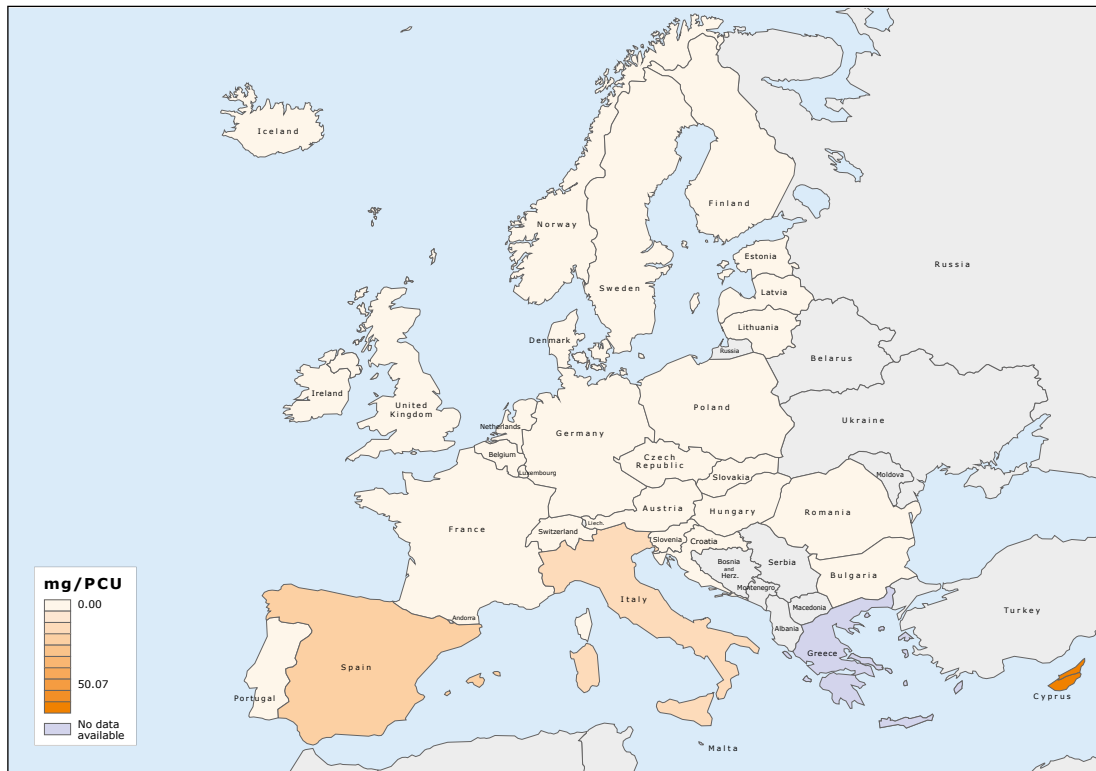 Iceland
Norway
Finland
Sweden
Estonia
Russia
Latvia
Lithuania
Denmark
Russia
Belarus
Ireland
United
Kingdom
Netherlands
Poland
Ukraine
Germany
Belgium
Czech
Republic
Luxembourg
Slovakia
Moldova
Austria
Hungary
Romania
France
Liech.
Switzerland
Slovenia
Croatia
Bosnia
and
Herz.
Serbia
Bulgaria
Montenegro
Italy
Macedonia
Andorra
Albania
Turkey
Greece
Spain
Portugal
Cyprus
Malta
mg/PCU
0.00
50.07
No data
available